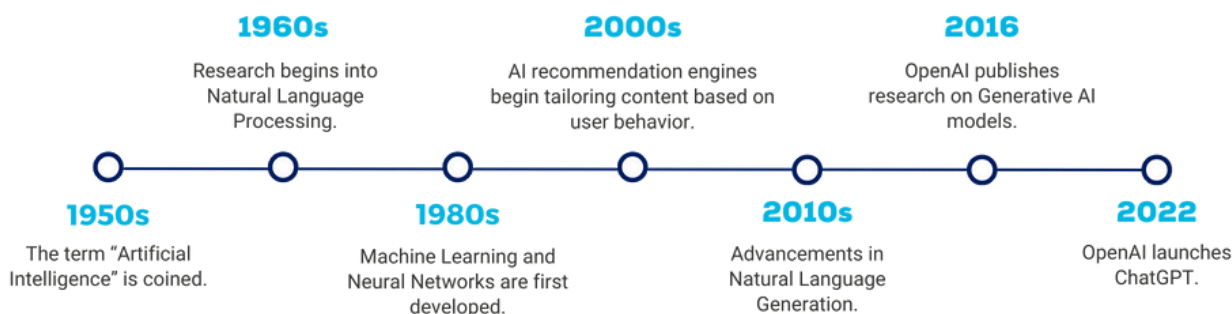 1960s
Research begins into
Natural Language
Processing.
2000s
AI recommendation engines
begin tailoring content based on
user behavior.
2016
OpenAI publishes
research on Generative AI
models.
1950s
The term “Artificial
Intelligence” is coined.
1980s
Machine Learning and
Neural Networks are first
developed.
2010s
Advancements in
Natural Language
Generation.
2022
OpenAI launches
ChatGPT.